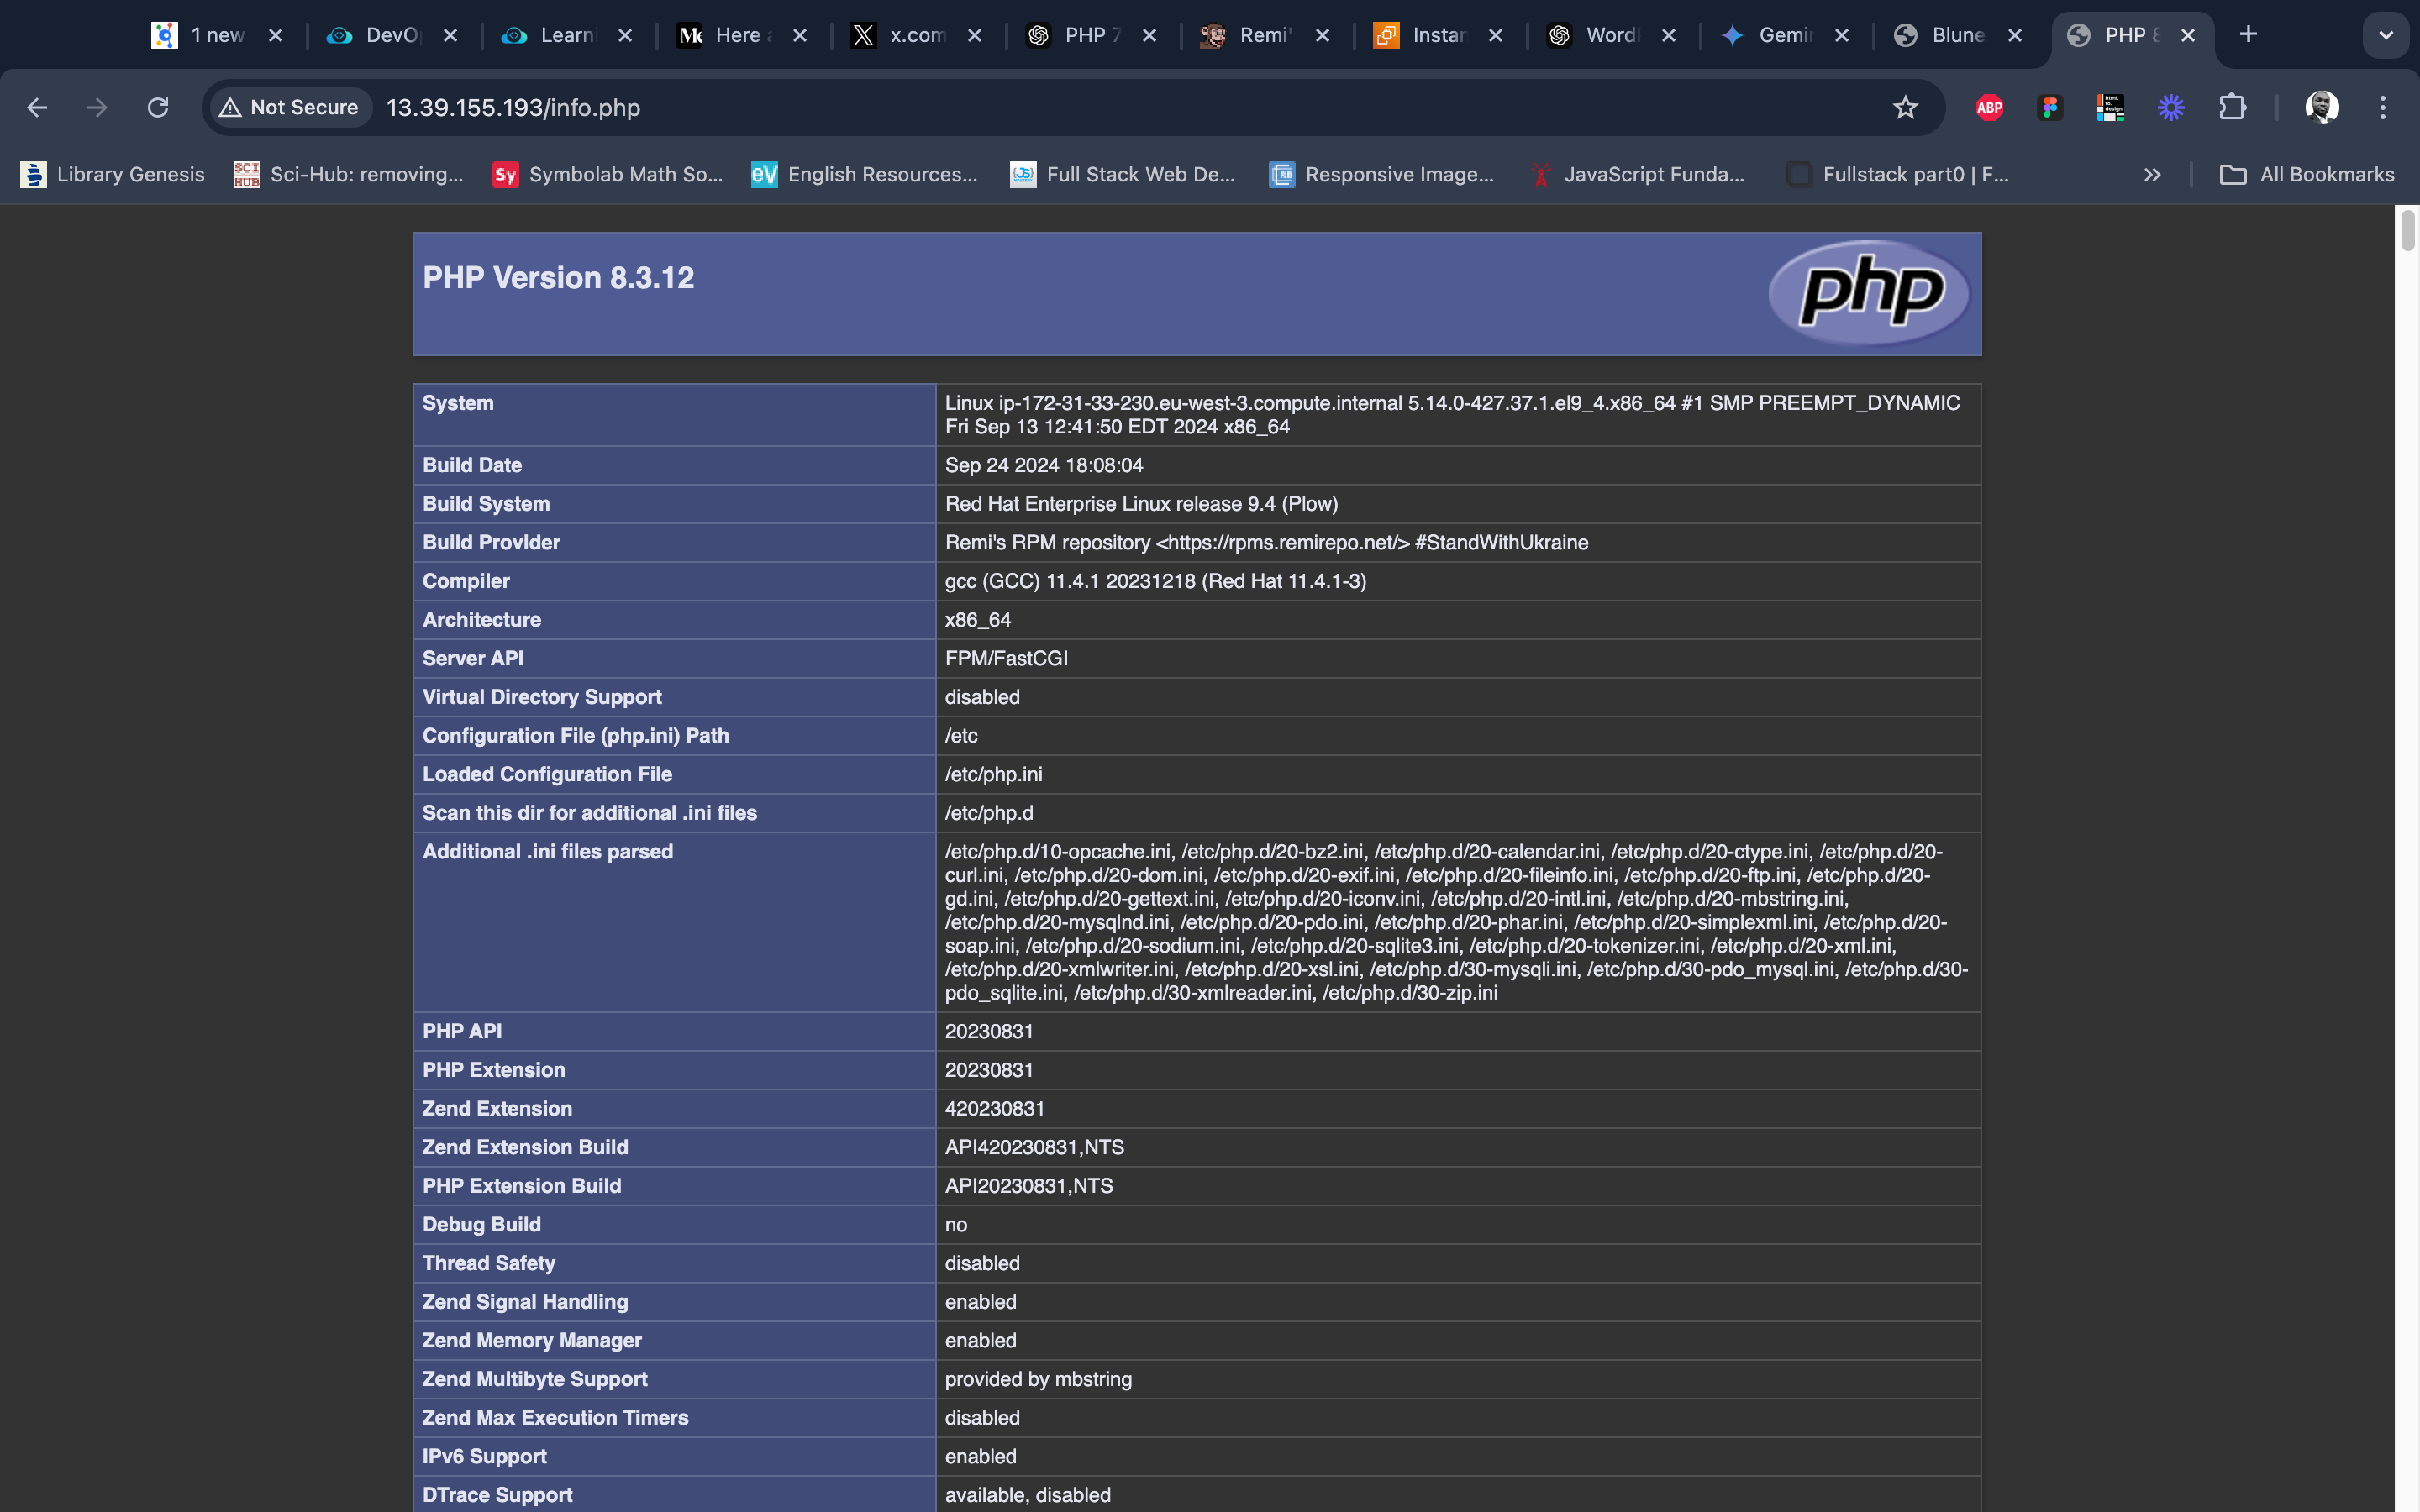 1 new
DevO
Learni
Here a
x.com
PHP 7
Remi'
Instan
Word
Gemin
Blune
PHP 8
Not Secure
13.39.155.193/info.php
ABP
Library Genesis
SCI HUB
Sci-Hub: removing...
Sy
Symbolab Math So...
eV
English Resources...
Full Stack Web De...
Responsive Image...
JavaScript Funda...
Fullstack part0 | F...
All Bookmarks
PHP Version 8.3.12
php
System
Linux ip-172-31-33-230.eu-west-3.compute.internal 5.14.0-427.37.1.el9_4.x86_64 #1 SMP PREEMPT_DYNAMIC
Fri Sep 13 12:41:50 EDT 2024 x86_64
Build Date
Sep 24 2024 18:08:04
Build System
Red Hat Enterprise Linux release 9.4 (Plow)
Build Provider
Remi's RPM repository <https://rpms.remirepo.net/> #StandWithUkraine
Compiler
gcc (GCC) 11.4.1 20231218 (Red Hat 11.4.1-3)
Architecture
x86_64
Server API
FPM/FastCGI
Virtual Directory Support
disabled
Configuration File (php.ini) Path
/etc
Loaded Configuration File
/etc/php.ini
Scan this dir for additional .ini files
/etc/php.d
Additional .ini files parsed
/etc/php.d/10-opcache.ini, /etc/php.d/20-bz2.ini, /etc/php.d/20-calendar.ini, /etc/php.d/20-ctype.ini, /etc/php.d/20-
curl.ini, /etc/php.d/20-dom.ini, /etc/php.d/20-exif.ini, /etc/php.d/20-fileinfo.ini, /etc/php.d/20-ftp.ini, /etc/php.d/20-
gd.ini, /etc/php.d/20-gettext.ini, /etc/php.d/20-iconv.ini, /etc/php.d/20-intl.ini, /etc/php.d/20-mbstring.ini,
/etc/php.d/20-mysqlnd.ini, /etc/php.d/20-pdo.ini, /etc/php.d/20-phar.ini, /etc/php.d/20-simplexml.ini, /etc/php.d/20-
soap.ini, /etc/php.d/20-sodium.ini, /etc/php.d/20-sqlite3.ini, /etc/php.d/20-tokenizer.ini, /etc/php.d/20-xml.ini,
/etc/php.d/20-xmlwriter.ini, /etc/php.d/20-xsl.ini, /etc/php.d/30-mysqli.ini, /etc/php.d/30-pdo_mysql.ini, /etc/php.d/30-
pdo_sqlite.ini, /etc/php.d/30-xmlreader.ini, /etc/php.d/30-zip.ini
PHP API
20230831
PHP Extension
20230831
Zend Extension
420230831
Zend Extension Build
API420230831,NTS
PHP Extension Build
API20230831,NTS
Debug Build
no
Thread Safety
disabled
Zend Signal Handling
enabled
Zend Memory Manager
enabled
Zend Multibyte Support
provided by mbstring
Zend Max Execution Timers
disabled
IPv6 Support
enabled
DTrace Support
available, disabled